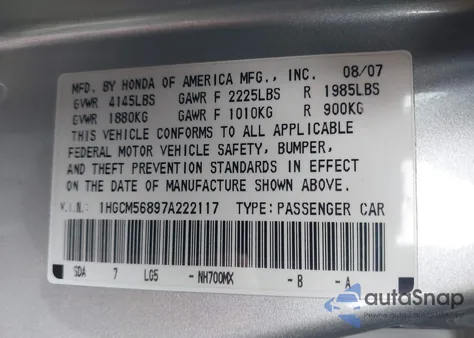 MFD. BY HONDA OF AMERICA MFG., INC. 08/07
GVWR 4145LBS GAWR F 2225LBS R 1985LBS
GVWR 1880KG GAWR F 1010KG R 900KG
THIS VEHICLE CONFORMS TO ALL APPLICABLE
FEDERAL MOTOR VEHICLE SAFETY, BUMPER,
AND THEFT PREVENTION STANDARDS IN EFFECT
ON THE DATE OF MANUFACTURE SHOWN ABOVE.
V.I.N.: 1HGCM56897A222117 TYPE: PASSENGER CAR
SDA 7 LG5 - NH700MX - B - A
autoSnap